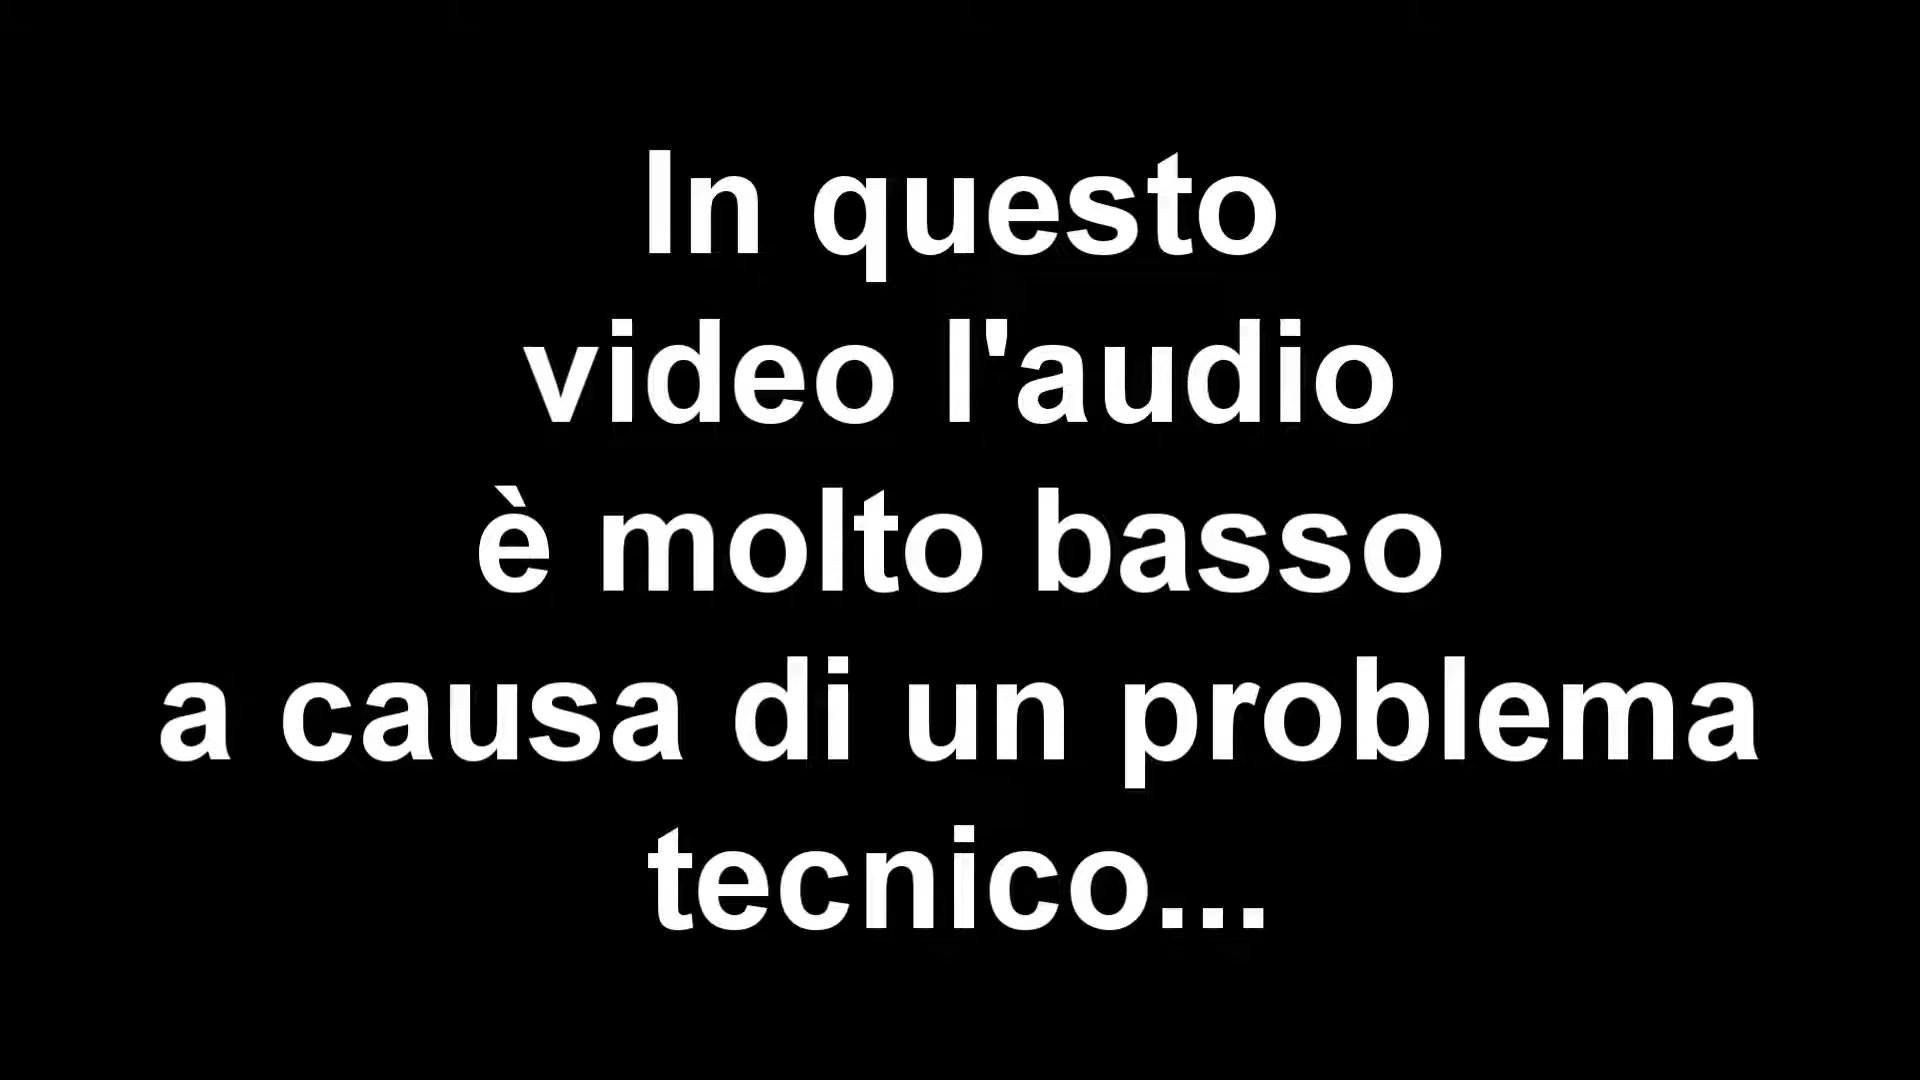 In questo
video l'audio
è molto basso
a causa di un problema
tecnico...